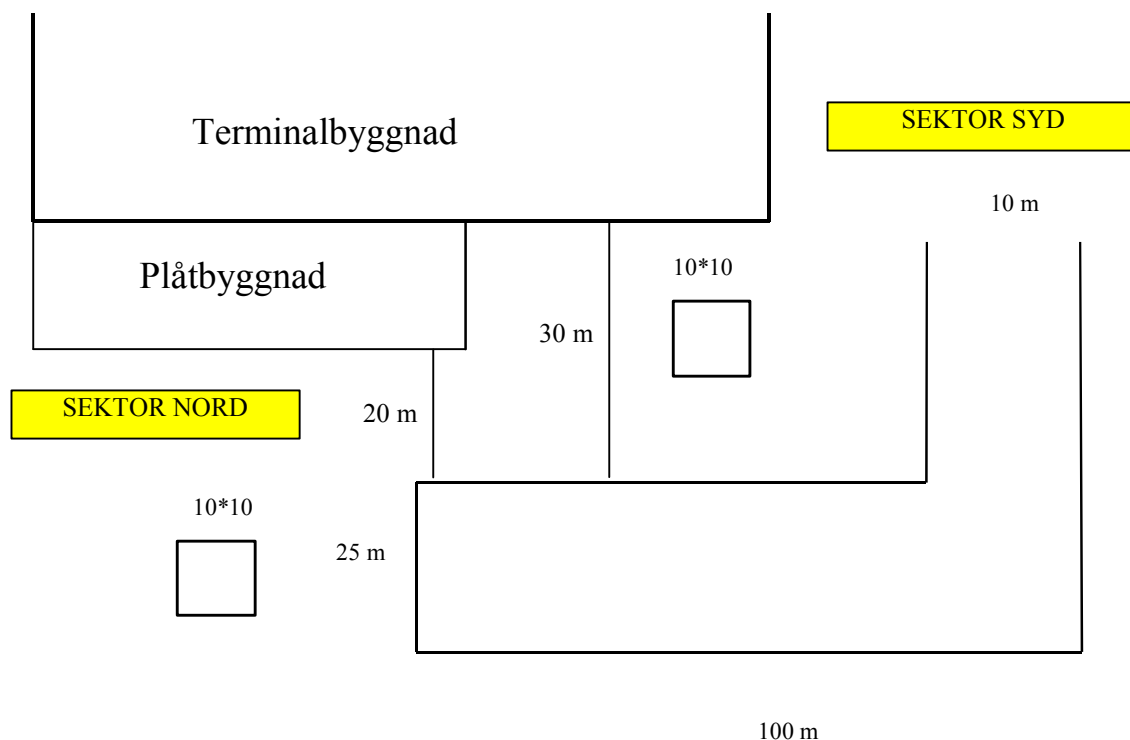 Terminalbyggnad
SEKTOR SYD
10 m
Plåtbyggnad
10*10
30 m
SEKTOR NORD
20 m
10*10
25 m
100 m